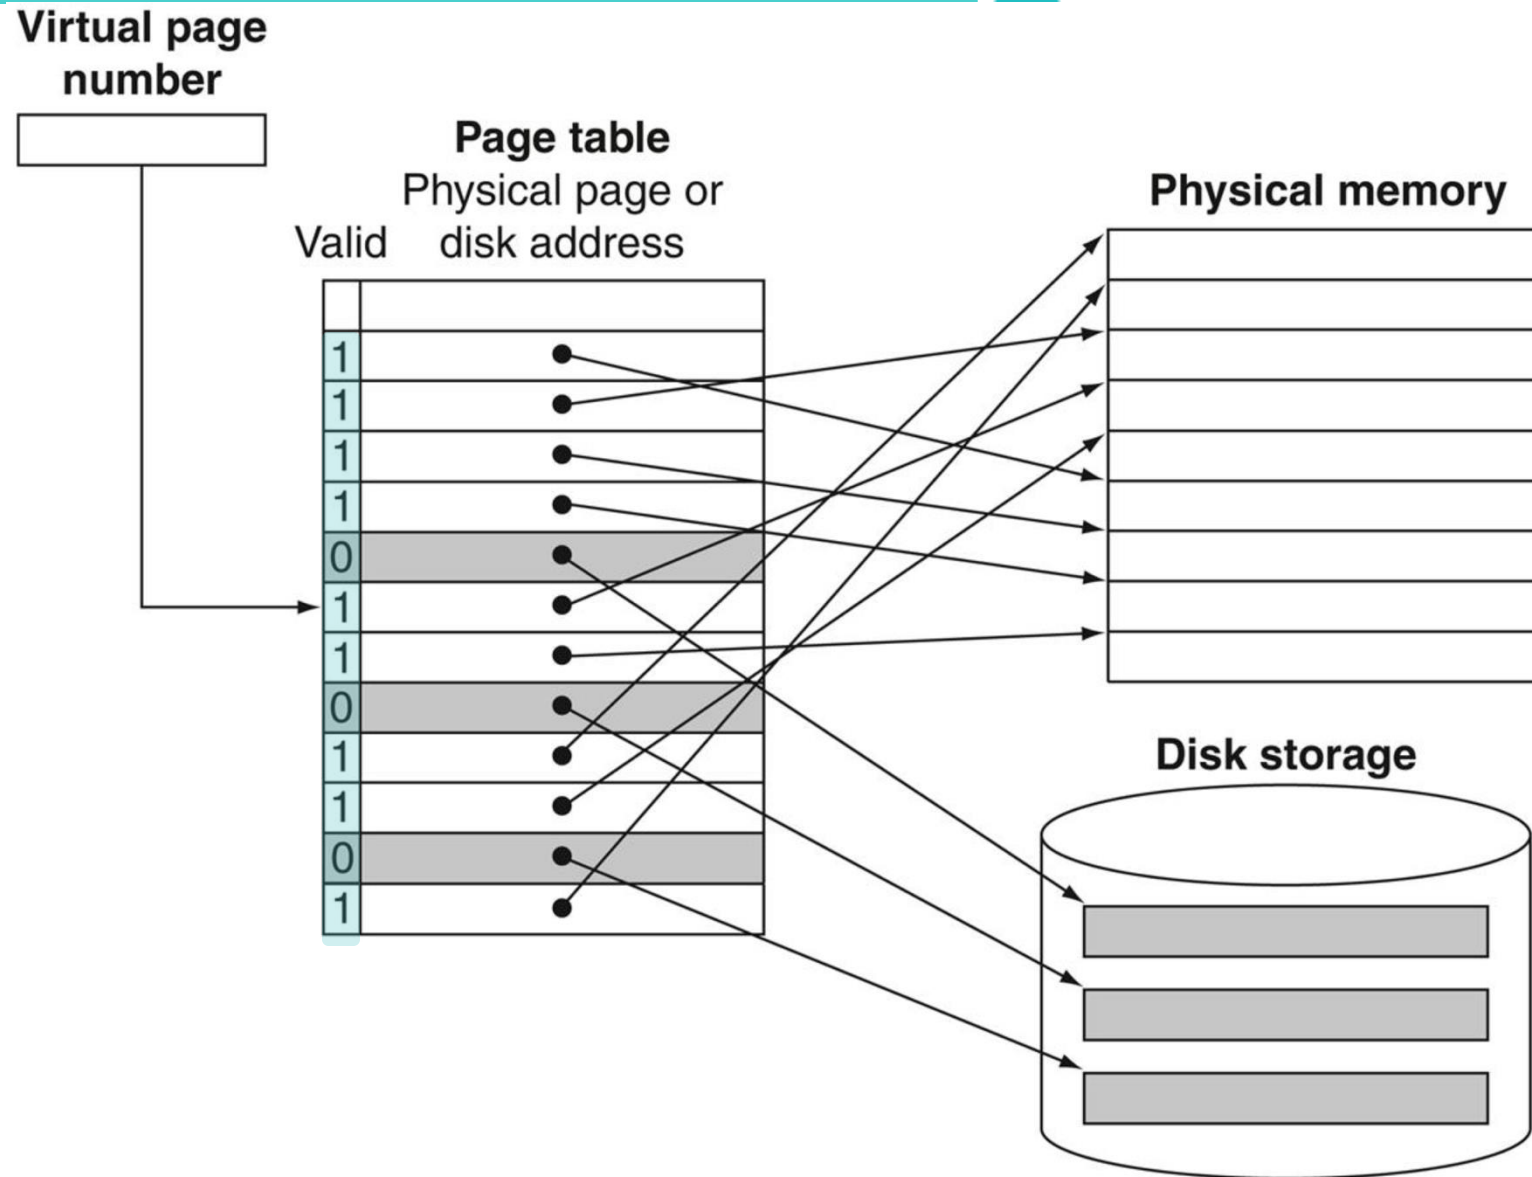 Virtual page
number
Page table
Physical page or
Valid disk address
1
1
1
1
0
1
1
0
1
1
0
1
Physical memory
Disk storage